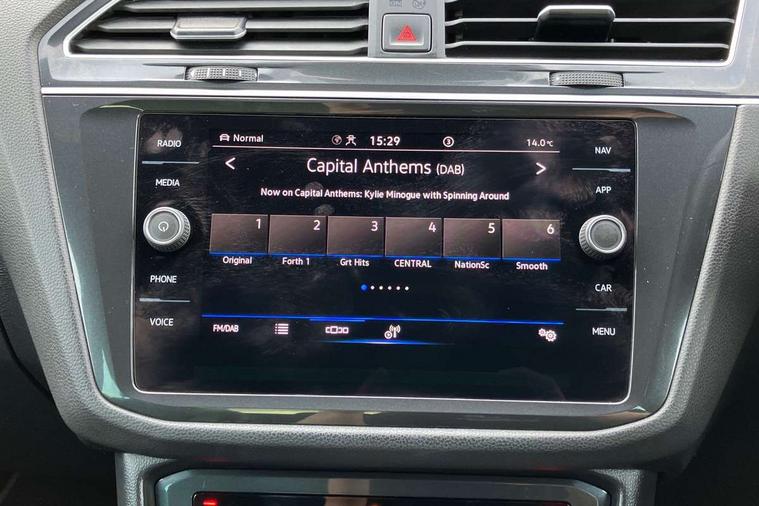 RADIO
MEDIA
PHONE
VOICE
Normal
15:29
3
14.0°C
< Capital Anthems (DAB) >
Now on Capital Anthems: Kylie Minogue with Spinning Around
1 2 3 4 5 6
Original Forth 1 Grt Hits CENTRAL NationSc Smooth
FM/DAB
NAV
APP
CAR
MENU